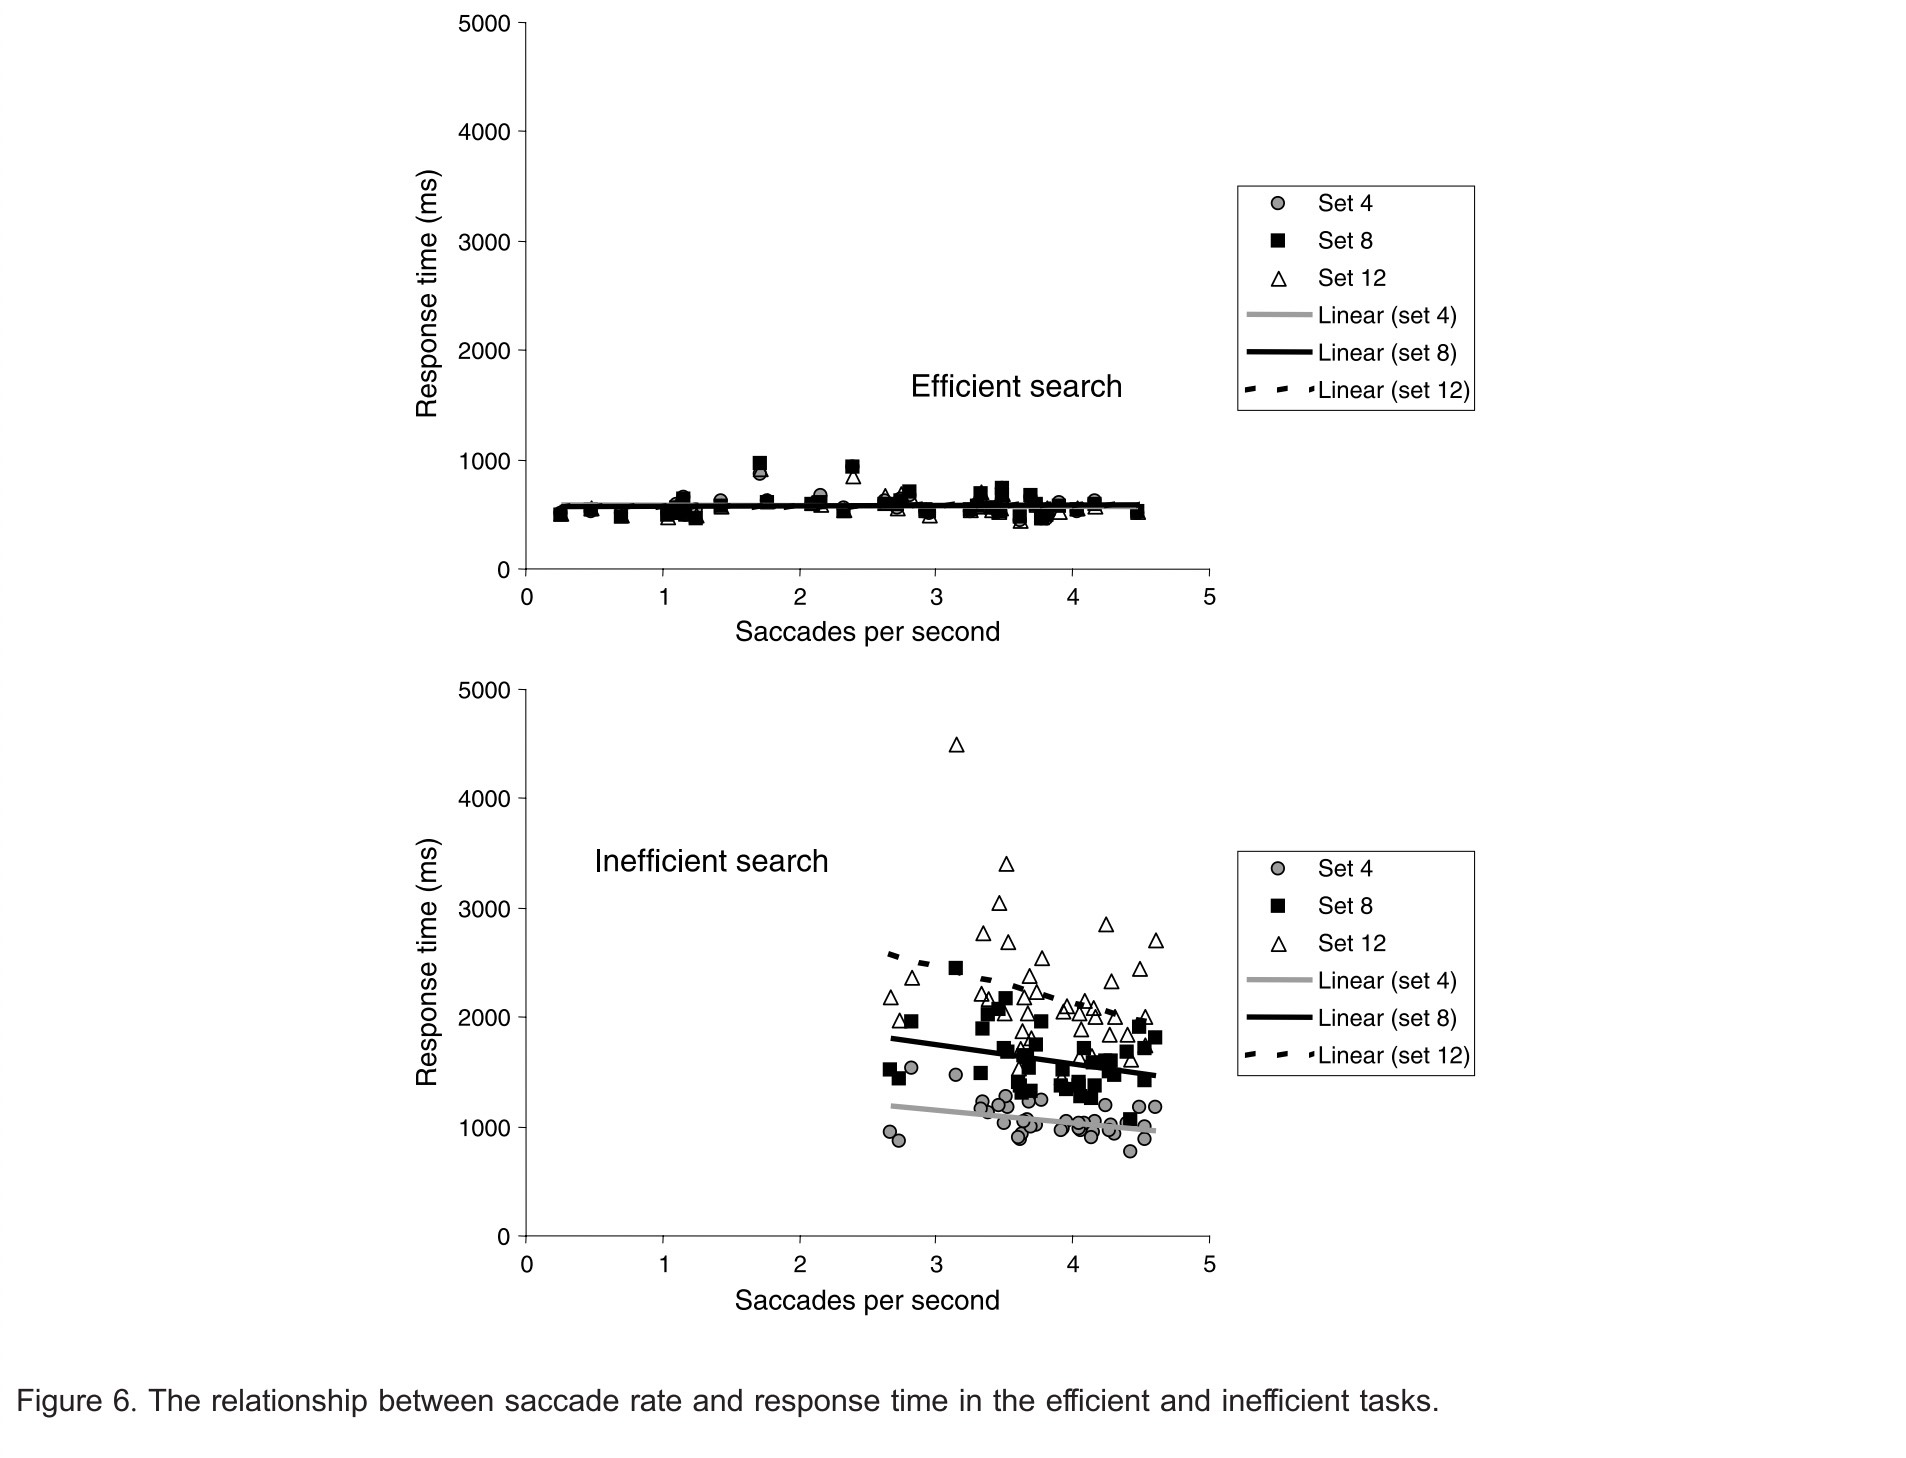 5000
4000
3000
2000
1000
0
Response time (ms)
0 1 2 3 4 5
Saccades per second
Efficient search
Set 4
Set 8
Set 12
Linear (set 4)
Linear (set 8)
Linear (set 12)
5000
4000
3000
2000
1000
0
Response time (ms)
0 1 2 3 4 5
Saccades per second
Inefficient search
Set 4
Set 8
Set 12
Linear (set 4)
Linear (set 8)
Linear (set 12)
Figure 6. The relationship between saccade rate and response time in the efficient and inefficient tasks.